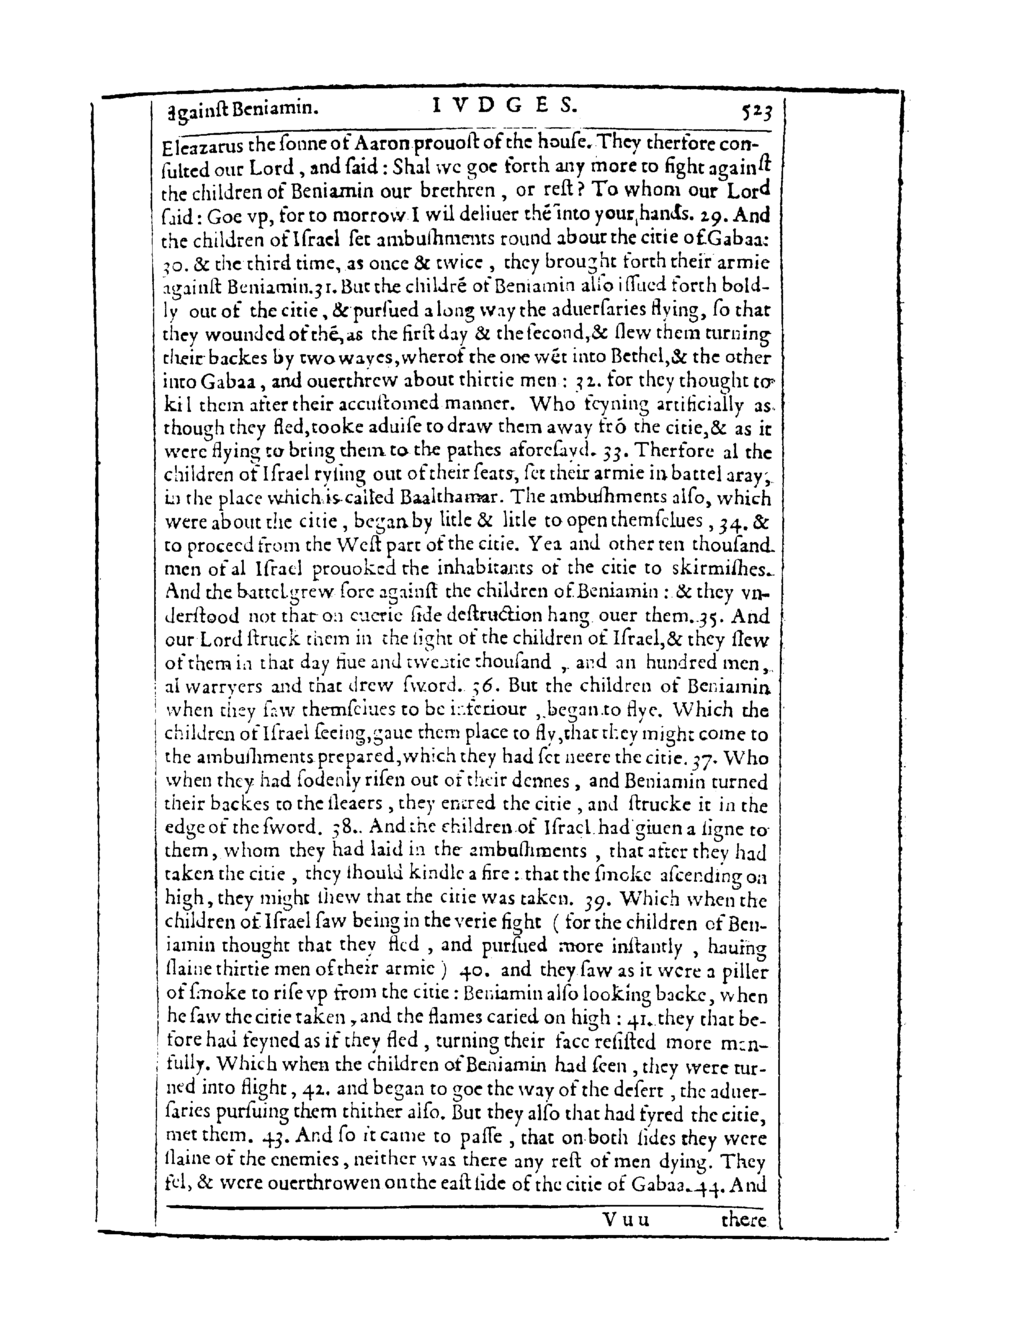 againſt Beniamin. I V D G E S. 523
Eleazarus the ſonne of Aaron prouoſt of the houſe. They therfore con-
ſulted our Lord, and ſaid: Shal we goe forth any more to fight againſt
the children of Beniamin our brethren, or reſt? To whom our Lord
ſaid: Goe vp, for to morrow I wil deliuer thē into your hands. 29. And
the children of Iſrael ſet ambuſhments round about the citie of Gabaa:
30. & the third time, as once & twice, they brought forth their armie
againſt Beniamin. 31. But the childrē of Beniamin alſo iſſued forth bold-
ly out of the citie, & purſued along way the aduerſaries flying, ſo that
they wounded of thē, as the firſt day & the ſecond, & ſlew them turning
their backes by two wayes, wherof the one wēt into Bethel, & the other
into Gabaa, and ouerthrew about thirtie men: 32. for they thought to
kil them after their accuſtomed manner. Who feyning artificially as
though they fled, tooke aduiſe to draw them away frō the citie, & as it
were flying to bring them to the pathes aforeſayd. 33. Therfore al the
children of Iſrael ryſing out of their ſeats, ſet their armie in battel aray,
in the place which is called Baalthamar. The ambuſhments alſo, which
were about the citie, began by litle & litle to open themſelues, 34. &
to proceed from the Weſt part of the citie. Yea and other ten thouſand
men of al Iſrael prouoked the inhabitants of the citie to skirmiſhes.
And the battel grew ſore againſt the children of Beniamin: & they vn-
derſtood not that on euerie ſide deſtruction hang ouer them. 35. And
our Lord ſtruck them in the ſight of the children of Iſrael, & they ſlew
of them in that day fiue and twentie thouſand, and an hundred men,
al warryers and that drew ſword. 36. But the children of Beniamin
when they ſaw themſelues to be inferiour, began to flye. Which the
children of Iſrael ſeeing, gaue them place to fly, that they might come to
the ambuſhments prepared, which they had ſet neere the citie. 37. Who
when they had ſodenly riſen out of their dennes, and Beniamin turned
their backes to the ſleaers, they entred the citie, and ſtrucke it in the
edge of the ſword. 38. And the children of Iſrael had giuen a ſigne to
them, whom they had laid in the ambuſhments, that after they had
taken the citie, they ſhould kindle a fire: that the ſmoke aſcending on
high, they might ſhew that the citie was taken. 39. Which when the
children of Iſrael ſaw being in the verie fight (for the children of Ben-
iamin thought that they fled, and purſued more inſtantly, hauing
ſlaine thirtie men of their armie) 40. and they ſaw as it were a piller
of ſmoke to riſe vp from the citie: Beniamin alſo looking backe, when
he ſaw the citie taken, and the flames caried on high: 41. they that be-
fore had feyned as if they fled, turning their face reſiſted more man-
fully. Which when the children of Beniamin had ſeen, they were tur-
ned into flight, 42. and began to goe the way of the deſert, the aduer-
ſaries purſuing them thither alſo. But they alſo that had fyred the citie,
met them. 43. And ſo it came to paſſe, that on both ſides they were
ſlaine of the enemies, neither was there any reſt of men dying. They
fel, & were ouerthrowen on the eaſt ſide of the citie of Gabaa. 44. And
Vuu there